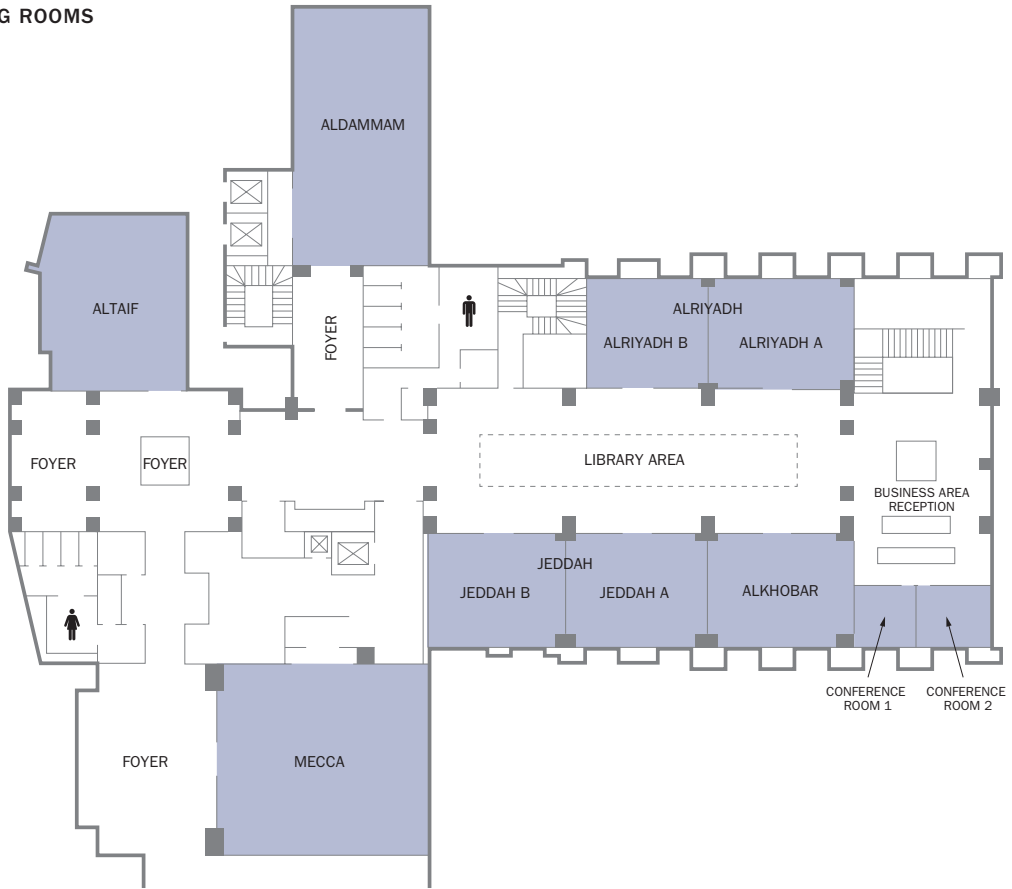 G ROOMS
ALDAMMAM
ALTAIF
FOYER
ALRIYADH
ALRIYADH B
ALRIYADH A
FOYER
FOYER
LIBRARY AREA
BUSINESS AREA
RECEPTION
JEDDAH
JEDDAH B
JEDDAH A
ALKHOBAR
CONFERENCE
ROOM 1
CONFERENCE
ROOM 2
FOYER
MECCA